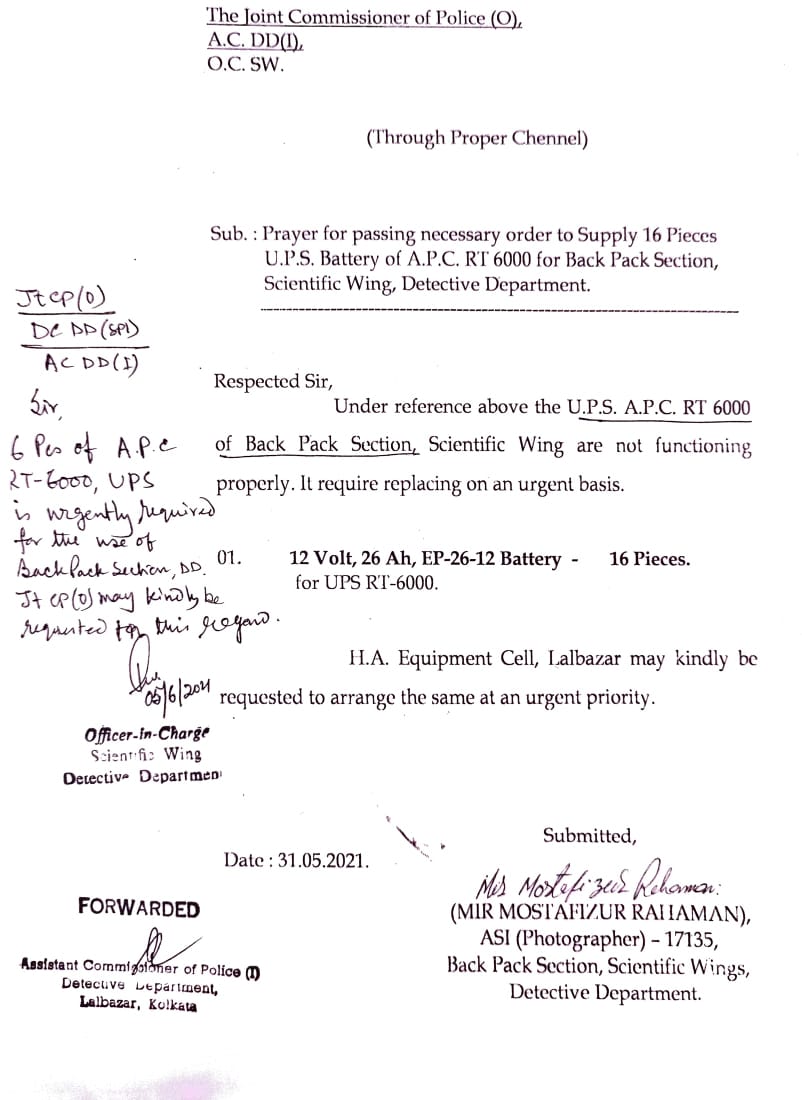 The Joint Commissioner of Police (O),
A.C. DD(I),
O.C. SW.
(Through Proper Chennel)
Sub. : Prayer for passing necessary order to Supply 16 Pieces
U.P.S. Battery of A.P.C. RT 6000 for Back Pack Section,
Scientific Wing, Detective Department.
Jt CP(O)
DC DD(SPl)
AC DD(I)
Sir,
6 Pcs of A.P.C
RT-6000, UPS
is urgently required
for the use of
Back Pack Section, DD.
Jt CP(O) may kindly be
requested for this regard.
05/6/2021
Officer-in-Charge
Scientific Wing
Detective Department
Respected Sir,
Under reference above the U.P.S. A.P.C. RT 6000
of Back Pack Section, Scientific Wing are not functioning
properly. It require replacing on an urgent basis.
01. 12 Volt, 26 Ah, EP-26-12 Battery - 16 Pieces.
for UPS RT-6000.
H.A. Equipment Cell, Lalbazar may kindly be
requested to arrange the same at an urgent priority.
Submitted,
Date : 31.05.2021.
Mir Mostafizur Rahaman
(MIR MOSTAFIZUR RAHAMAN),
ASI (Photographer) – 17135,
Back Pack Section, Scientific Wings,
Detective Department.
FORWARDED
Assistant Commissioner of Police (I)
Detective Department,
Lalbazar, Kolkata